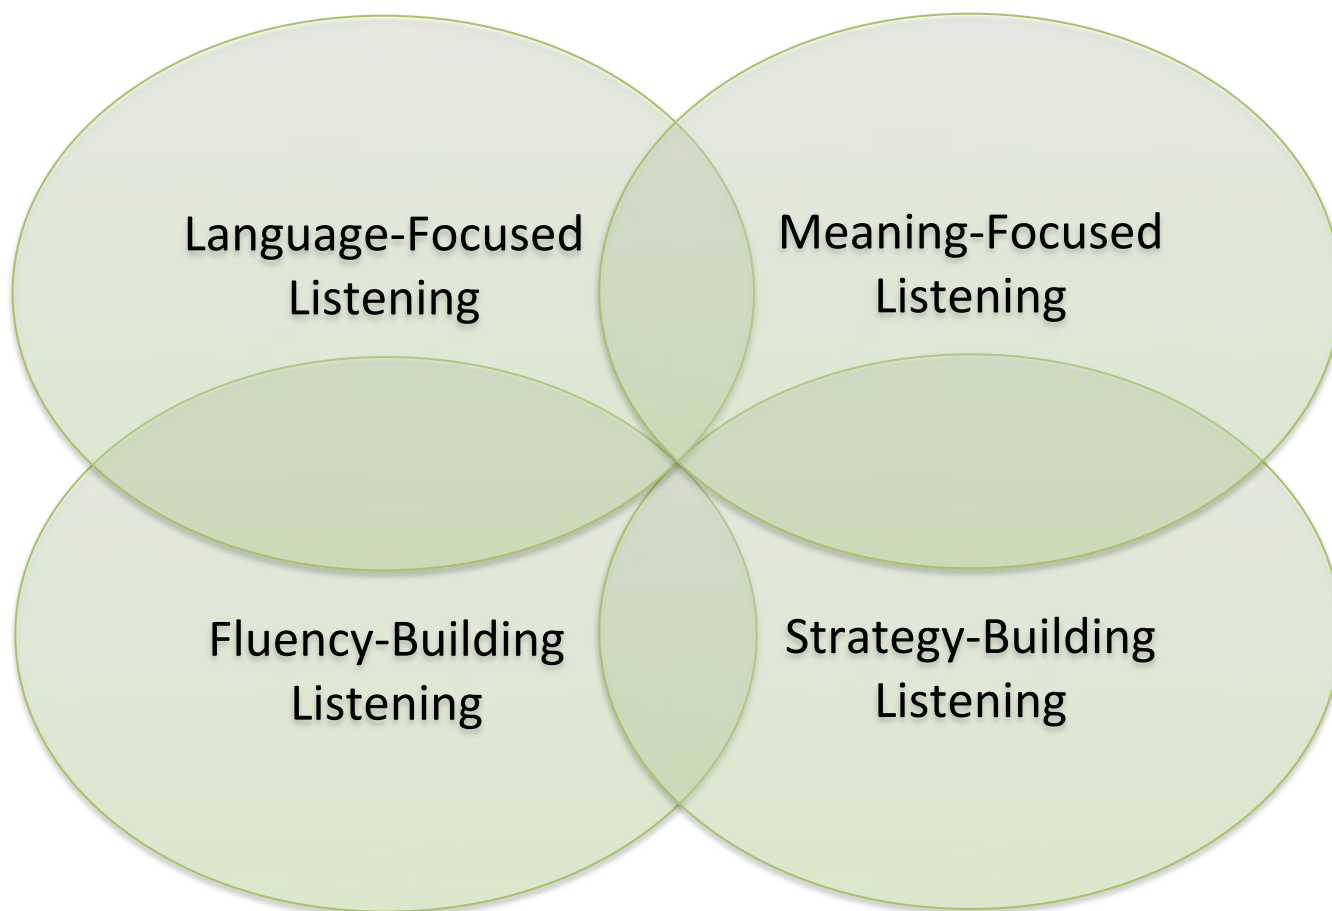 Language-Focused
Listening
Meaning-Focused
Listening
Fluency-Building
Listening
Strategy-Building
Listening